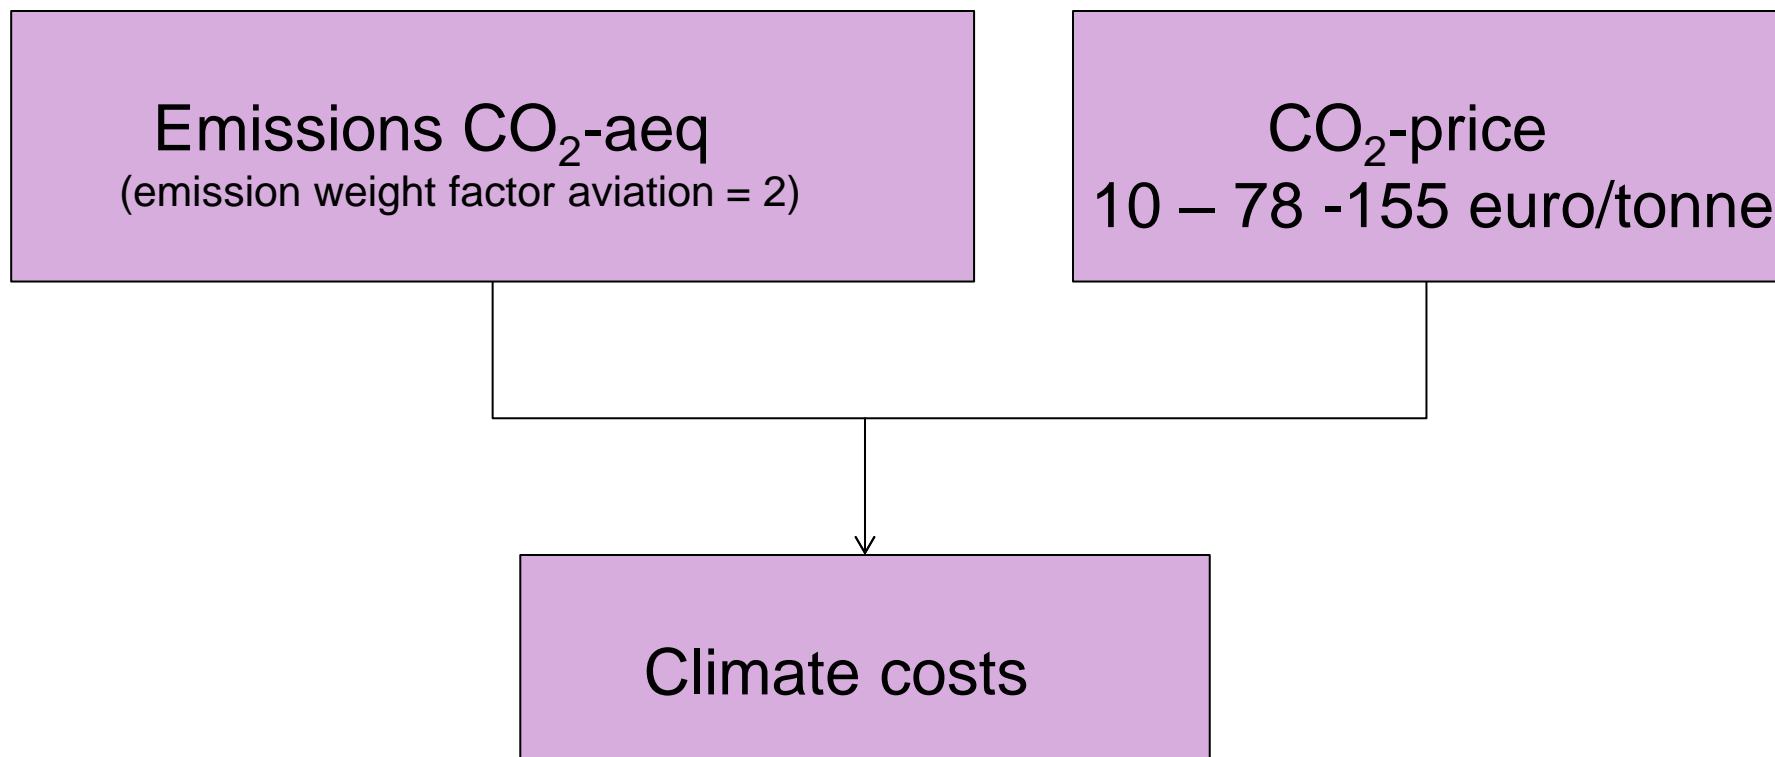 Emissions CO₂-aeq
(emission weight factor aviation = 2)
CO₂-price
10 – 78 -155 euro/tonne
Climate costs